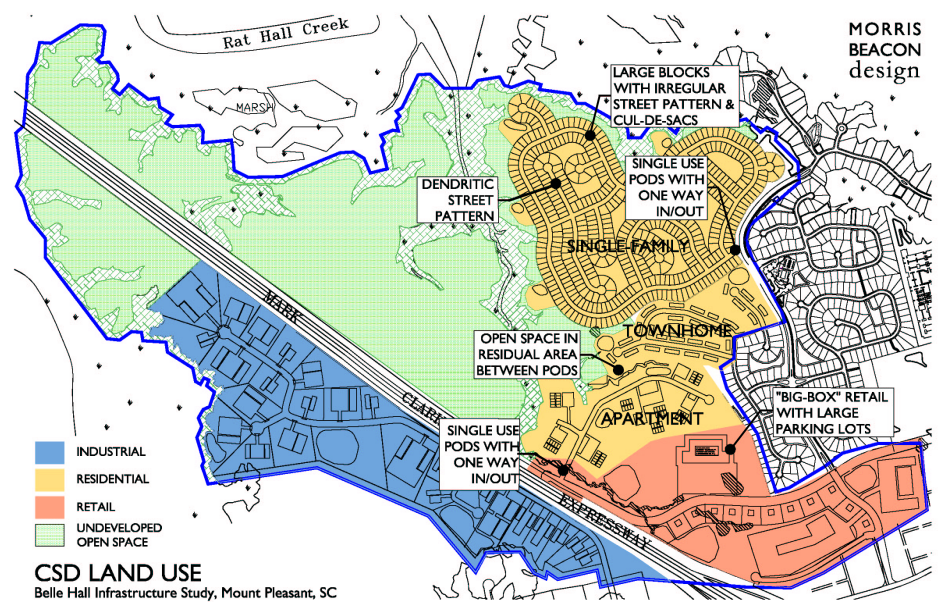 Rat Hall Creek
MORRIS
BEACON
design
MARSH
LARGE BLOCKS
WITH IRREGULAR
STREET PATTERN &
CUL-DE-SACS
DENDRITIC
STREET
PATTERN
SINGLE USE
PODS WITH
ONE WAY
IN/OUT
SINGLE-FAMILY
MARK
CLARK
EXPRESSWAY
TOWNHOME
OPEN SPACE IN
RESIDUAL AREA
BETWEEN PODS
APARTMENT
"BIG-BOX" RETAIL
WITH LARGE
PARKING LOTS
SINGLE USE
PODS WITH
ONE WAY
IN/OUT
INDUSTRIAL
RESIDENTIAL
RETAIL
UNDEVELOPED
OPEN SPACE
CSD LAND USE
Belle Hall Infrastructure Study, Mount Pleasant, SC